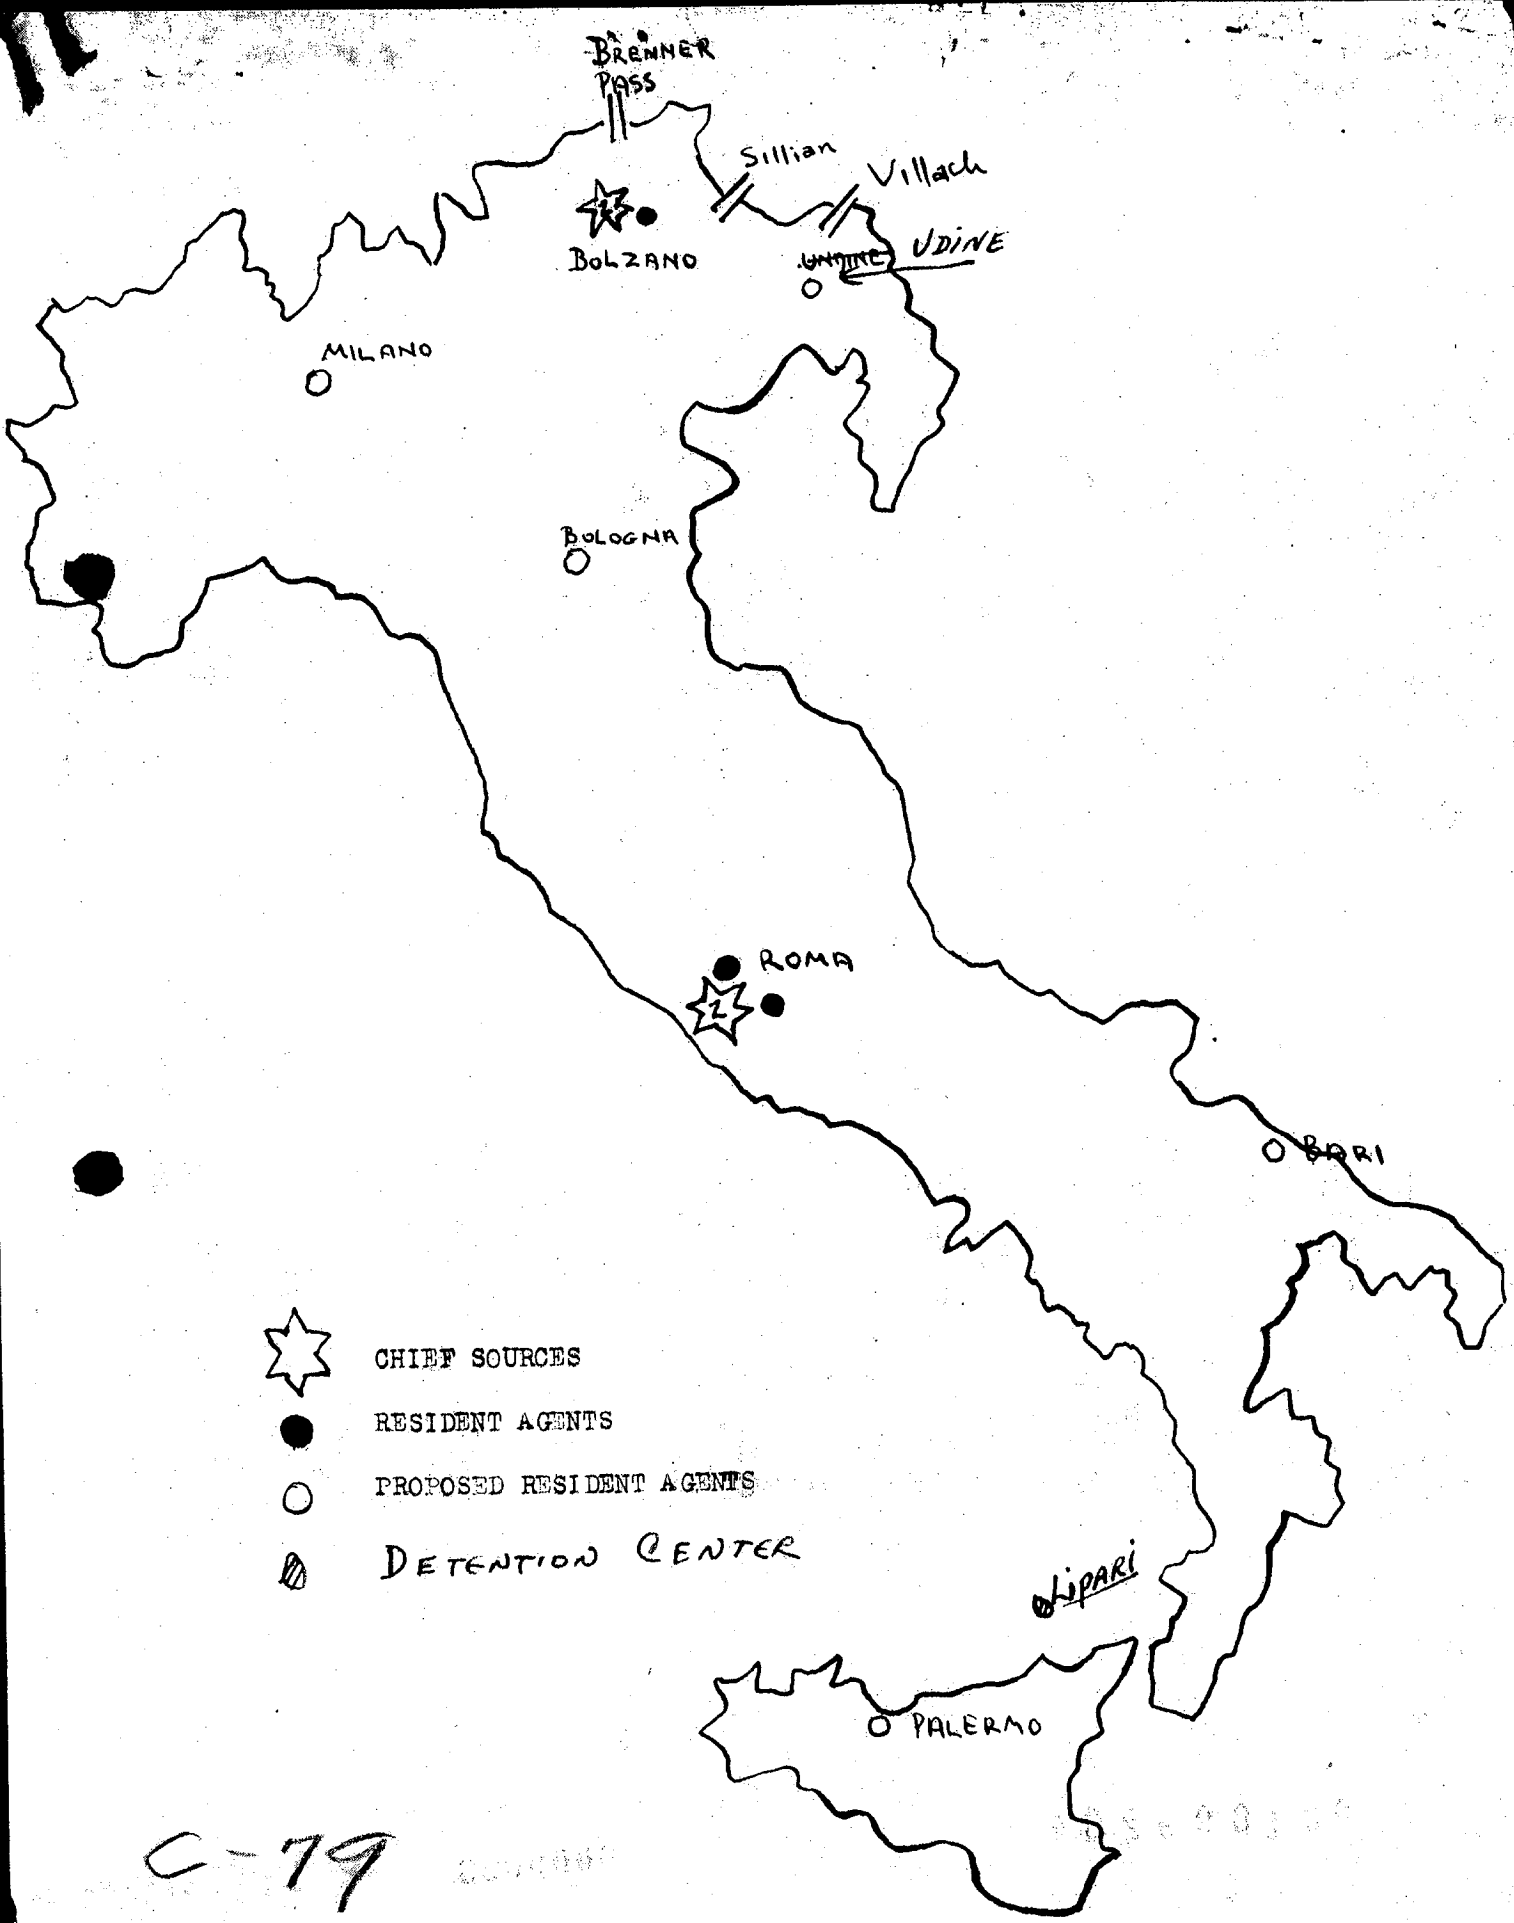 BRENNER
PASS
Sillian
Villach
BOLZANO
UDINE
MILANO
BOLOGNA
ROMA
2
BARI
CHIEF SOURCES
RESIDENT AGENTS
PROPOSED RESIDENT AGENTS
DETENTION CENTER
LIPARI
PALERMO
C-79